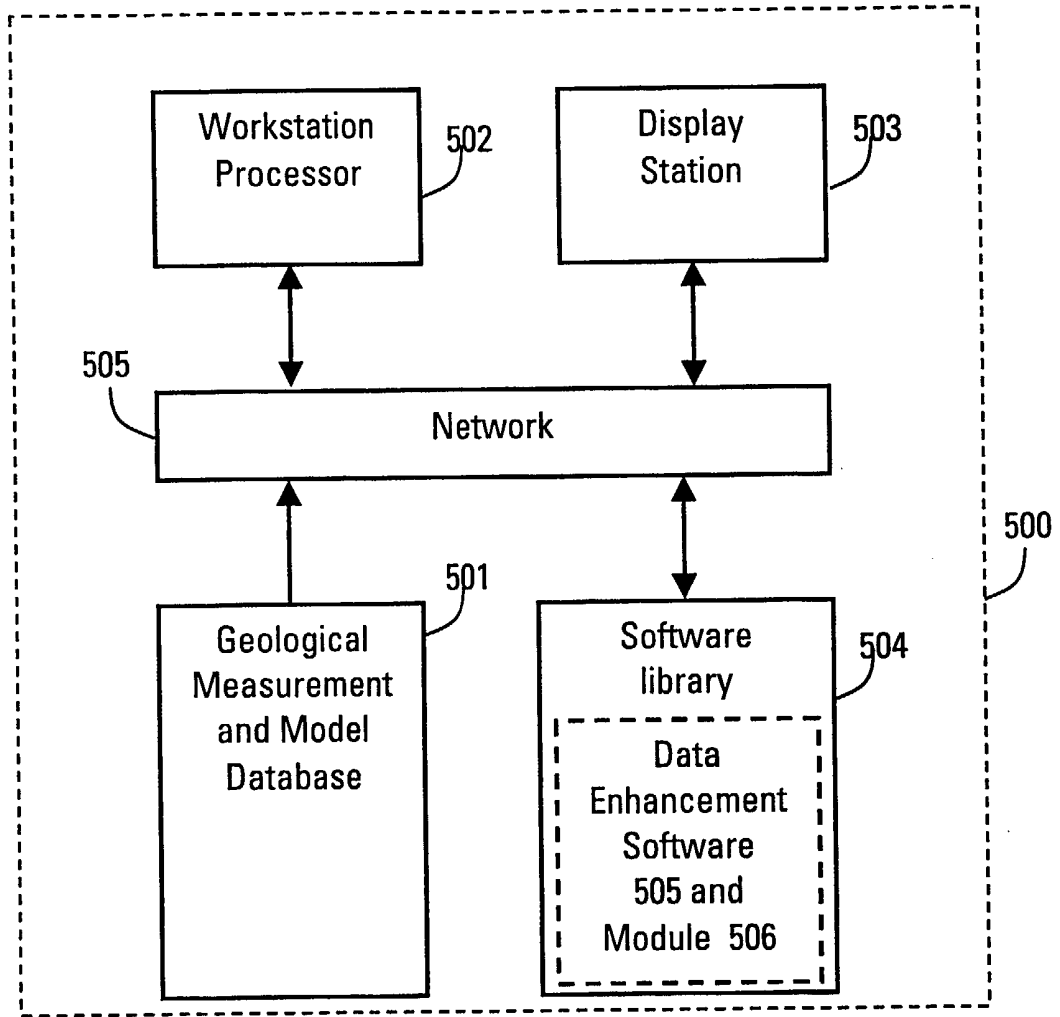 Workstation
Processor
502
Display
Station
503
505
Network
500
501
Geological
Measurement
and Model
Database
Software
library
504
Data
Enhancement
Software
505 and
Module 506